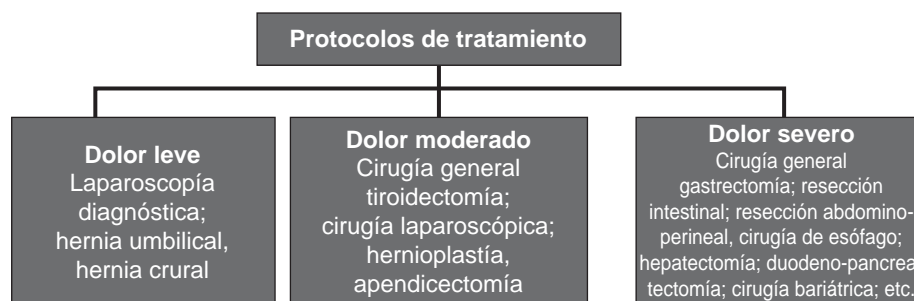 Protocolos de tratamiento
Dolor leve
Laparoscopía
diagnóstica;
hernia umbilical,
hernia crural
Dolor moderado
Cirugía general
tiroidectomía;
cirugía laparoscópica;
hernioplastía,
apendicectomía
Dolor severo
Cirugía general
gastrectomía; resección
intestinal; resección abdomino-
perineal, cirugía de esófago;
hepatectomía; duodeno-pancrea
tectomía; cirugía bariátrica; etc.